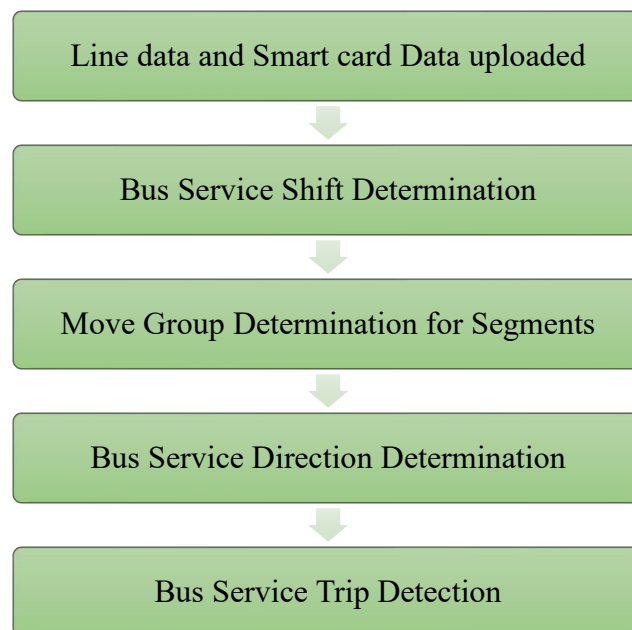 Line data and Smart card Data uploaded
Bus Service Shift Determination
Move Group Determination for Segments
Bus Service Direction Determination
Bus Service Trip Detection